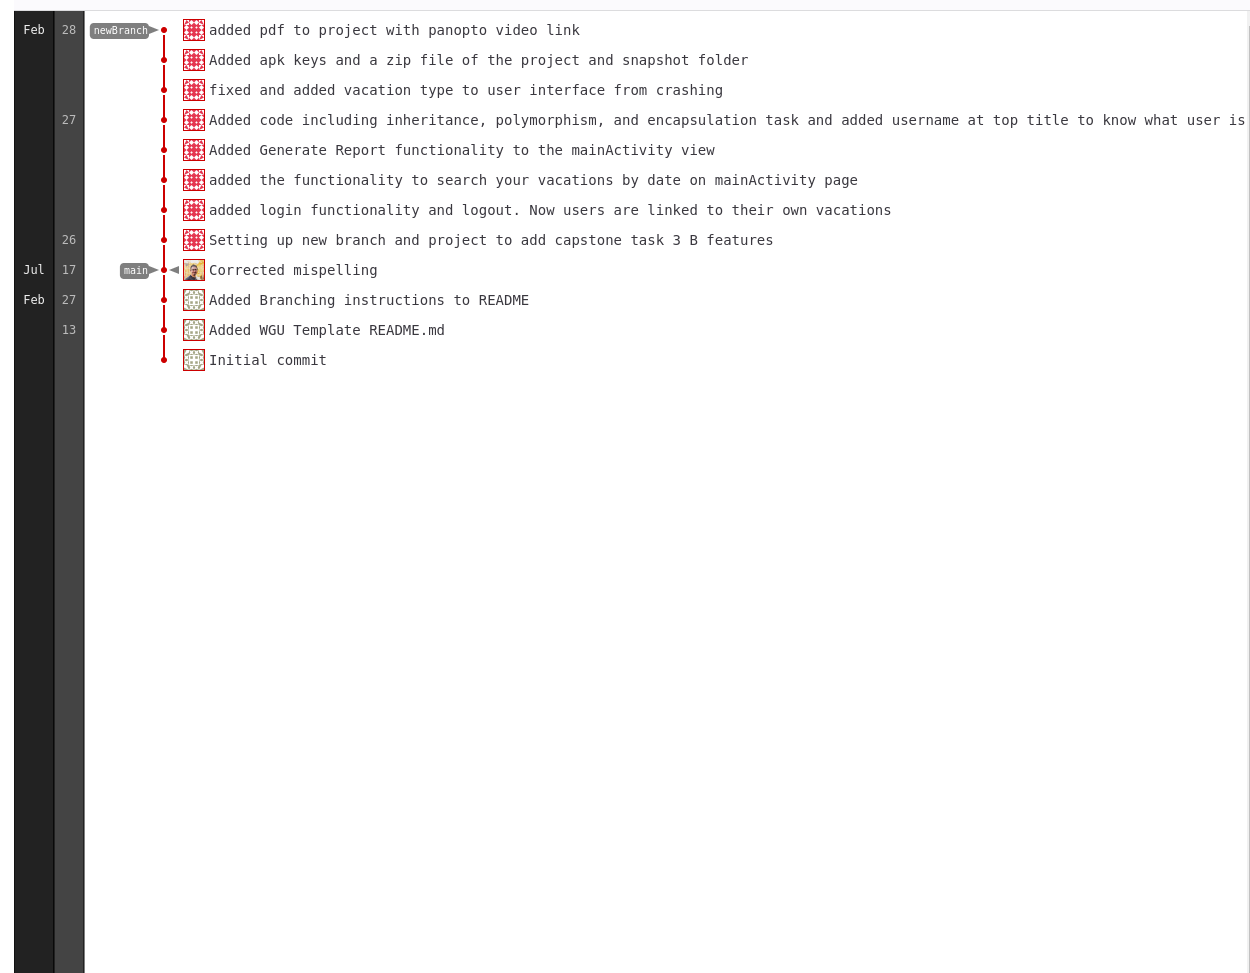 Feb 28 newBranch added pdf to project with panopto video link
Added apk keys and a zip file of the project and snapshot folder
fixed and added vacation type to user interface from crashing
27 Added code including inheritance, polymorphism, and encapsulation task and added username at top title to know what user is
Added Generate Report functionality to the mainActivity view
added the functionality to search your vacations by date on mainActivity page
added login functionality and logout. Now users are linked to their own vacations
26 Setting up new branch and project to add capstone task 3 B features
Jul 17 main Corrected mispelling
Feb 27 Added Branching instructions to README
13 Added WGU Template README.md
Initial commit